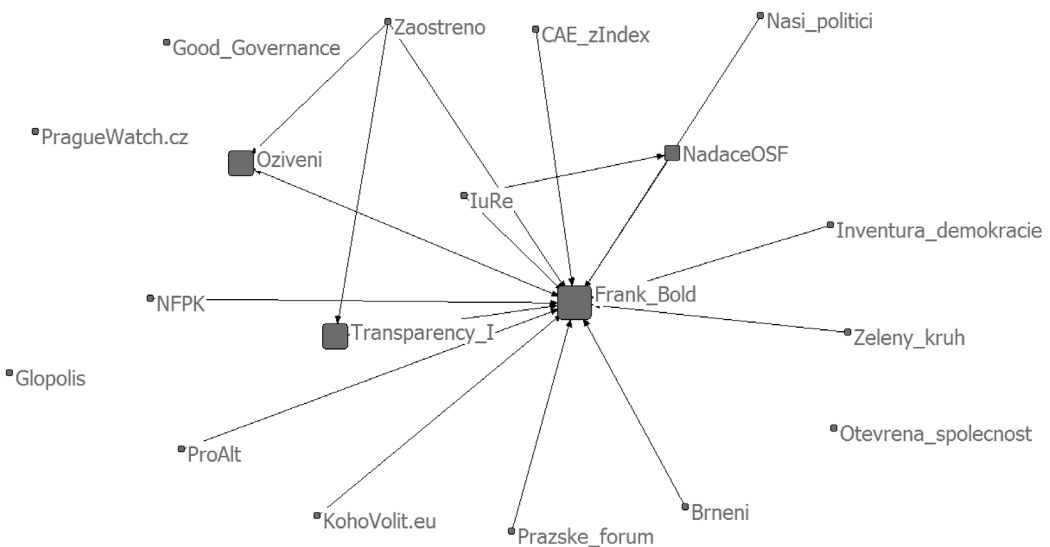 Nasi_politici
Zaostreno
CAE_zIndex
Good_Governance
PragueWatch.cz
Oziveni
NadaceOSF
IuRe
Inventura_demokracie
Frank_Bold
NFPK
Transparency_I
Zeleny_kruh
Glopolis
Otevrena_spolecnost
ProAlt
KohoVolit.eu
Brneni
Prazske_forum